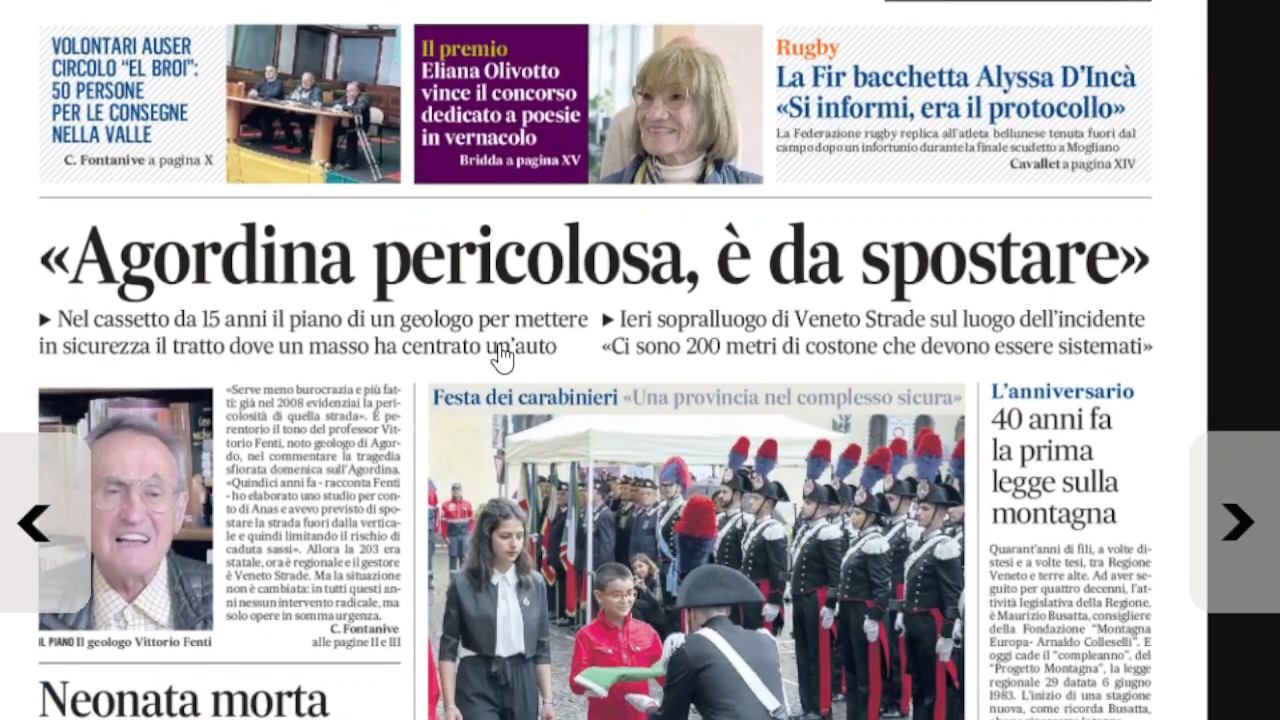 VOLONTARI AUSER
CIRCOLO “EL BROI”:
50 PERSONE
PER LE CONSEGNE
NELLA VALLE
C. Fontanive a pagina X
Il premio
Eliana Olivotto
vince il concorso
dedicato a poesie
in vernacolo
Bridda a pagina XV
Rugby
La Fir bacchetta Alyssa D’Incà
«Si informi, era il protocollo»
La Federazione rugby replica all’atleta bellunese tenuta fuori dal
campo dopo un infortunio durante la finale scudetto a Mogliano
Cavallet a pagina XIV
«Agordina pericolosa, è da spostare»
▶ Nel cassetto da 15 anni il piano di un geologo per mettere
in sicurezza il tratto dove un masso ha centrato un’auto
▶ Ieri sopralluogo di Veneto Strade sul luogo dell’incidente
«Ci sono 200 metri di costone che devono essere sistemati»
«Serve meno burocrazia e più fat-
ti: già nel 2008 evidenziai la peri-
colosità di quella strada». È pe-
rentorio il tono del professor Vit-
torio Fenti, noto geologo di Agor-
do, nel commentare la tragedia
sfiorata domenica sull’Agordina.
«Quindici anni fa - racconta Fenti
- ho elaborato uno studio per con-
to di Anas e avevo previsto di spo-
stare la strada fuori dalla vertica-
le e quindi limitando il rischio di
caduta sassi». Allora la 203 era
statale, ora è regionale e il gestore
è Veneto Strade. Ma la situazione
non è cambiata: in tutti questi an-
ni nessun intervento radicale, ma
solo opere in somma urgenza.
C. Fontanive
alle pagine II e III
IL PIANO Il geologo Vittorio Fenti
Neonata morta
Festa dei carabinieri «Una provincia nel complesso sicura»
L’anniversario
40 anni fa
la prima
legge sulla
montagna
Quarant’anni di fili, a volte di-
stesi e a volte tesi, tra Regione
Veneto e terre alte. Ad aver se-
guito per quattro decenni, l’at-
tività legislativa della Regione,
è Maurizio Busatta, consigliere
della Fondazione “Montagna
Europa- Arnaldo Colleselli”. E
oggi cade il “compleanno”, del
“Progetto Montagna”, la legge
regionale 29 datata 6 giugno
1983. L’inizio di una stagione
nuova, come ricorda Busatta,